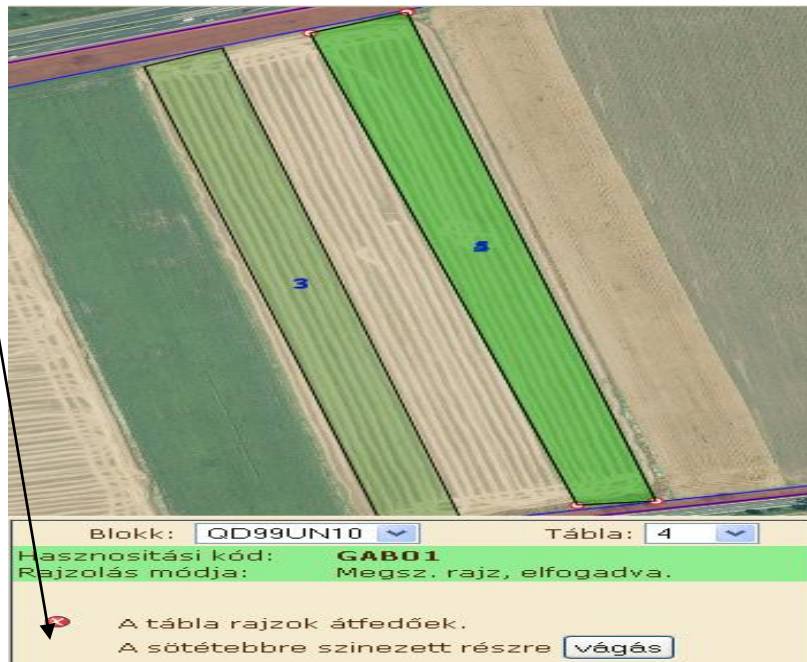 3
5
Blokk: QD99UN10 Tábla: 4
Hasznosítási kód: GAB01
Rajzolás módja: Megsz. rajz, elfogadva.
A tábla rajzok átfedőek.
A sötétebbre szinezett részre vágás